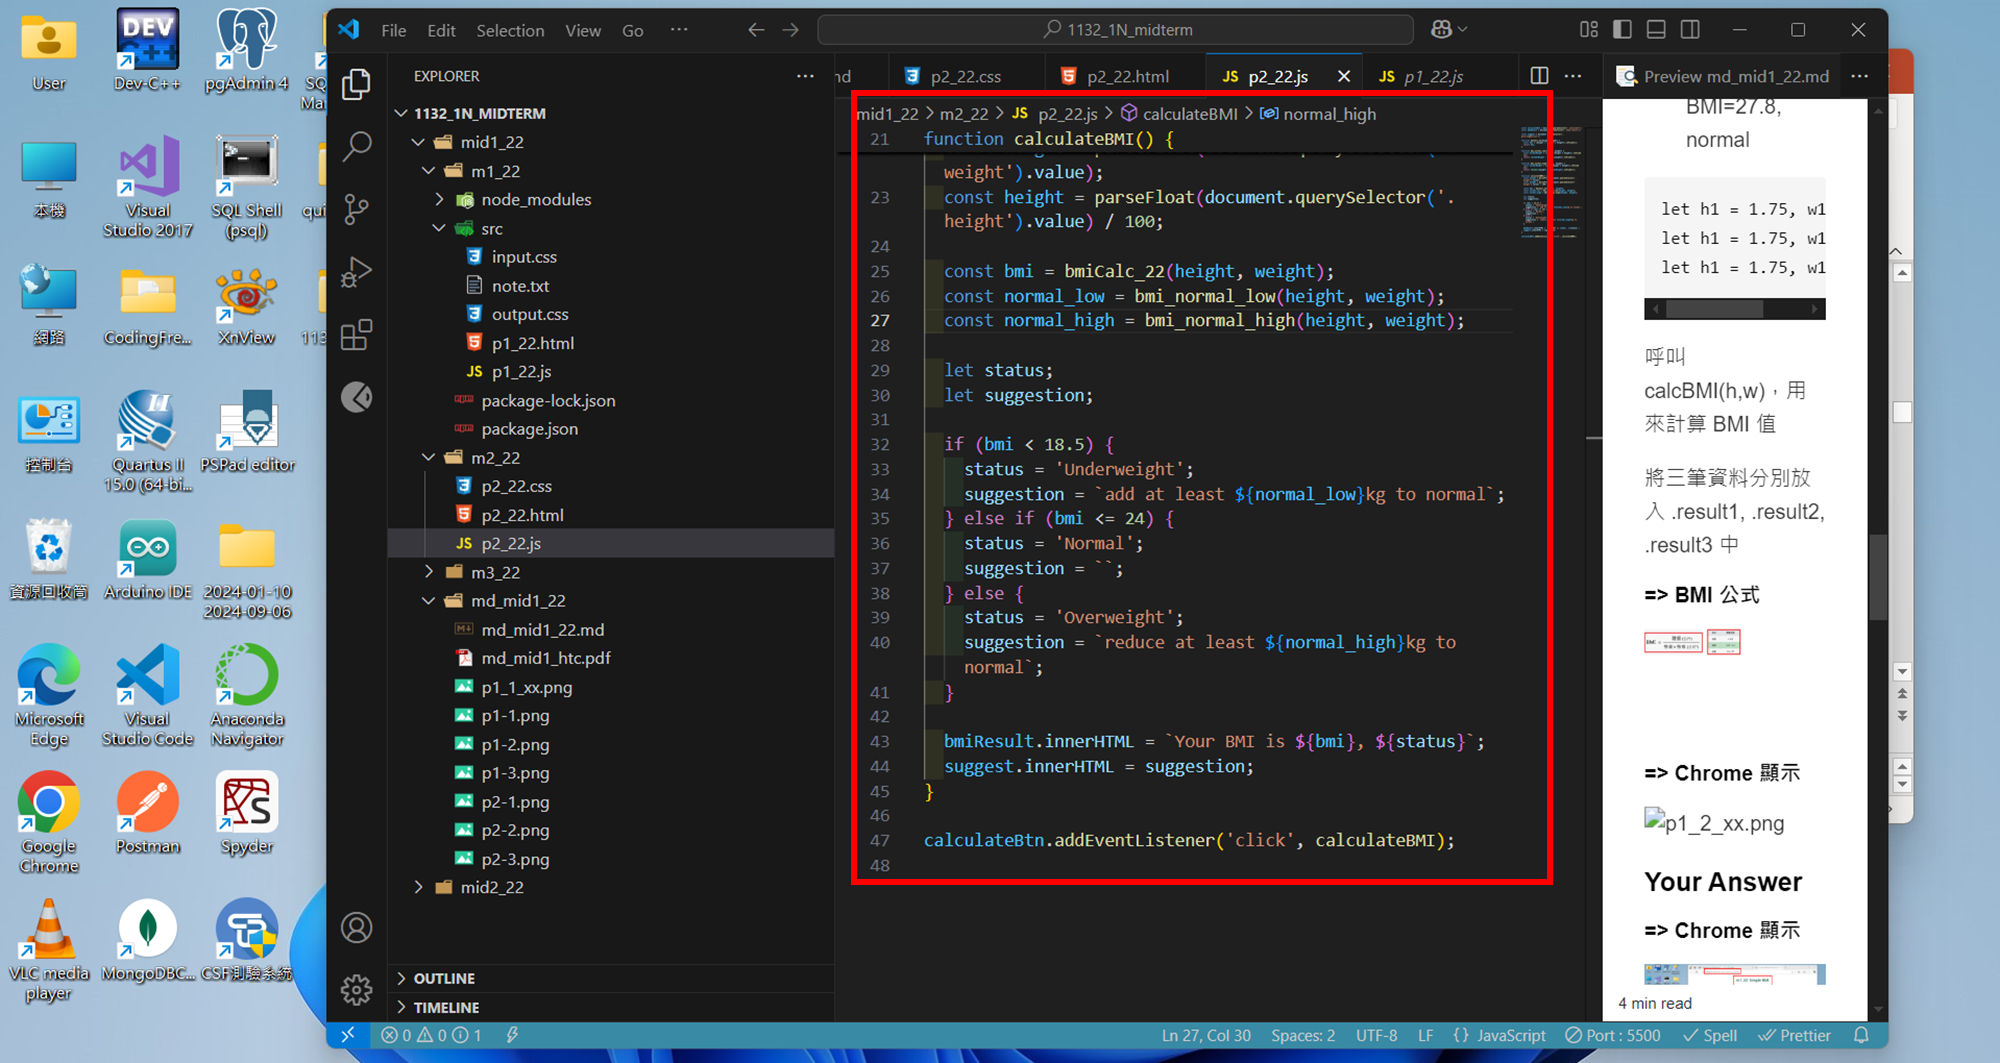 User
Dev-C++
pgAdmin 4
本機
Visual
Studio 2017
SQL Shell
(psql)
網路
CodingFre...
XnView
控制台
Quartus II
15.0 (64-bi...
PSPad editor
資源回收筒
Arduino IDE
2024-01-10
2024-09-06
Microsoft
Edge
Visual
Studio Code
Anaconda
Navigator
Google
Chrome
Postman
Spyder
VLC media
player
MongoDBC...
CSF測驗系統
File Edit Selection View Go ···
1132_1N_midterm
EXPLORER
1132_1N_MIDTERM
mid1_22
m1_22
node_modules
src
input.css
note.txt
output.css
p1_22.html
JS p1_22.js
package-lock.json
package.json
m2_22
p2_22.css
p2_22.html
JS p2_22.js
m3_22
md_mid1_22
md_mid1_22.md
md_mid1_htc.pdf
p1_1_xx.png
p1-1.png
p1-2.png
p1-3.png
p2-1.png
p2-2.png
p2-3.png
mid2_22
OUTLINE
TIMELINE
nd p2_22.css p2_22.html JS p2_22.js JS p1_22.js
mid1_22 > m2_22 > JS p2_22.js > calculateBMI > normal_high
21 function calculateBMI() {
weight').value);
23 const height = parseFloat(document.querySelector('.
height').value) / 100;
24
25 const bmi = bmiCalc_22(height, weight);
26 const normal_low = bmi_normal_low(height, weight);
27 const normal_high = bmi_normal_high(height, weight);
28
29 let status;
30 let suggestion;
31
32 if (bmi < 18.5) {
33 status = 'Underweight';
34 suggestion = `add at least ${normal_low}kg to normal`;
35 } else if (bmi <= 24) {
36 status = 'Normal';
37 suggestion = ``;
38 } else {
39 status = 'Overweight';
40 suggestion = `reduce at least ${normal_high}kg to
normal`;
41 }
42
43 bmiResult.innerHTML = `Your BMI is ${bmi}, ${status}`;
44 suggest.innerHTML = suggestion;
45 }
46
47 calculateBtn.addEventListener('click', calculateBMI);
48
Preview md_mid1_22.md
BMI=27.8,
normal
let h1 = 1.75, w1
let h1 = 1.75, w1
let h1 = 1.75, w1
呼叫
calcBMI(h,w)，用
來計算 BMI 值
將三筆資料分別放
入 .result1, .result2,
.result3 中
=> BMI 公式
=> Chrome 顯示
p1_2_xx.png
Your Answer
=> Chrome 顯示
4 min read
0 0 1
Ln 27, Col 30 Spaces: 2 UTF-8 LF {} JavaScript Port : 5500 Spell Prettier